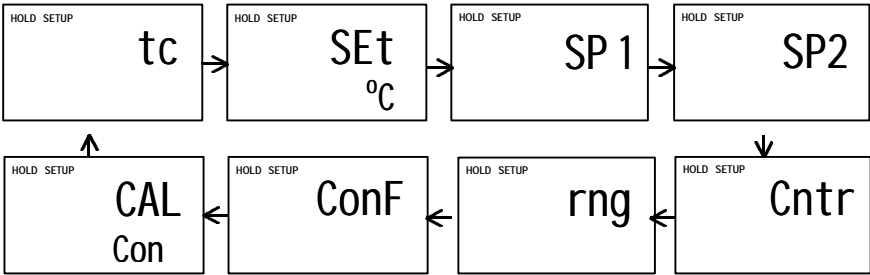 HOLD SETUP
tc
HOLD SETUP
SEt
ºC
HOLD SETUP
SP 1
HOLD SETUP
SP2
HOLD SETUP
CAL
Con
HOLD SETUP
ConF
HOLD SETUP
rng
HOLD SETUP
Cntr